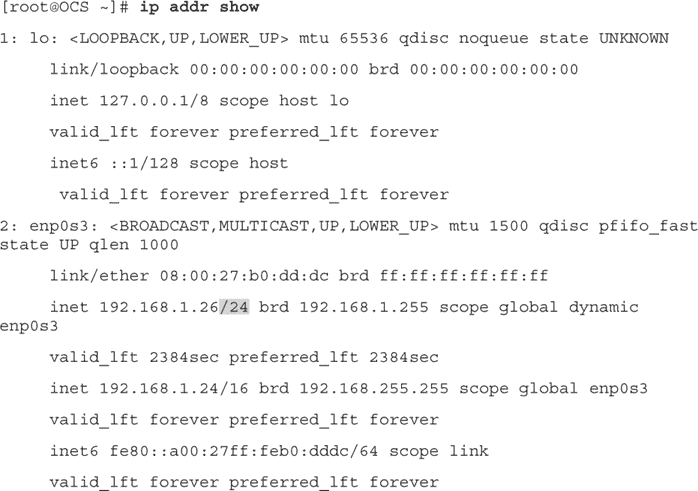 [root@OCS ~]# ip addr show
1: lo: <LOOPBACK,UP,LOWER_UP> mtu 65536 qdisc noqueue state UNKNOWN
link/loopback 00:00:00:00:00:00 brd 00:00:00:00:00:00
inet 127.0.0.1/8 scope host lo
valid_lft forever preferred_lft forever
inet6 ::1/128 scope host
valid_lft forever preferred_lft forever
2: enp0s3: <BROADCAST,MULTICAST,UP,LOWER_UP> mtu 1500 qdisc pfifo_fast
state UP qlen 1000
link/ether 08:00:27:b0:dd:dc brd ff:ff:ff:ff:ff:ff
inet 192.168.1.26/24 brd 192.168.1.255 scope global dynamic
enp0s3
valid_lft 2384sec preferred_lft 2384sec
inet 192.168.1.24/16 brd 192.168.255.255 scope global enp0s3
valid_lft forever preferred_lft forever
inet6 fe80::a00:27ff:feb0:dddc/64 scope link
valid_lft forever preferred_lft forever